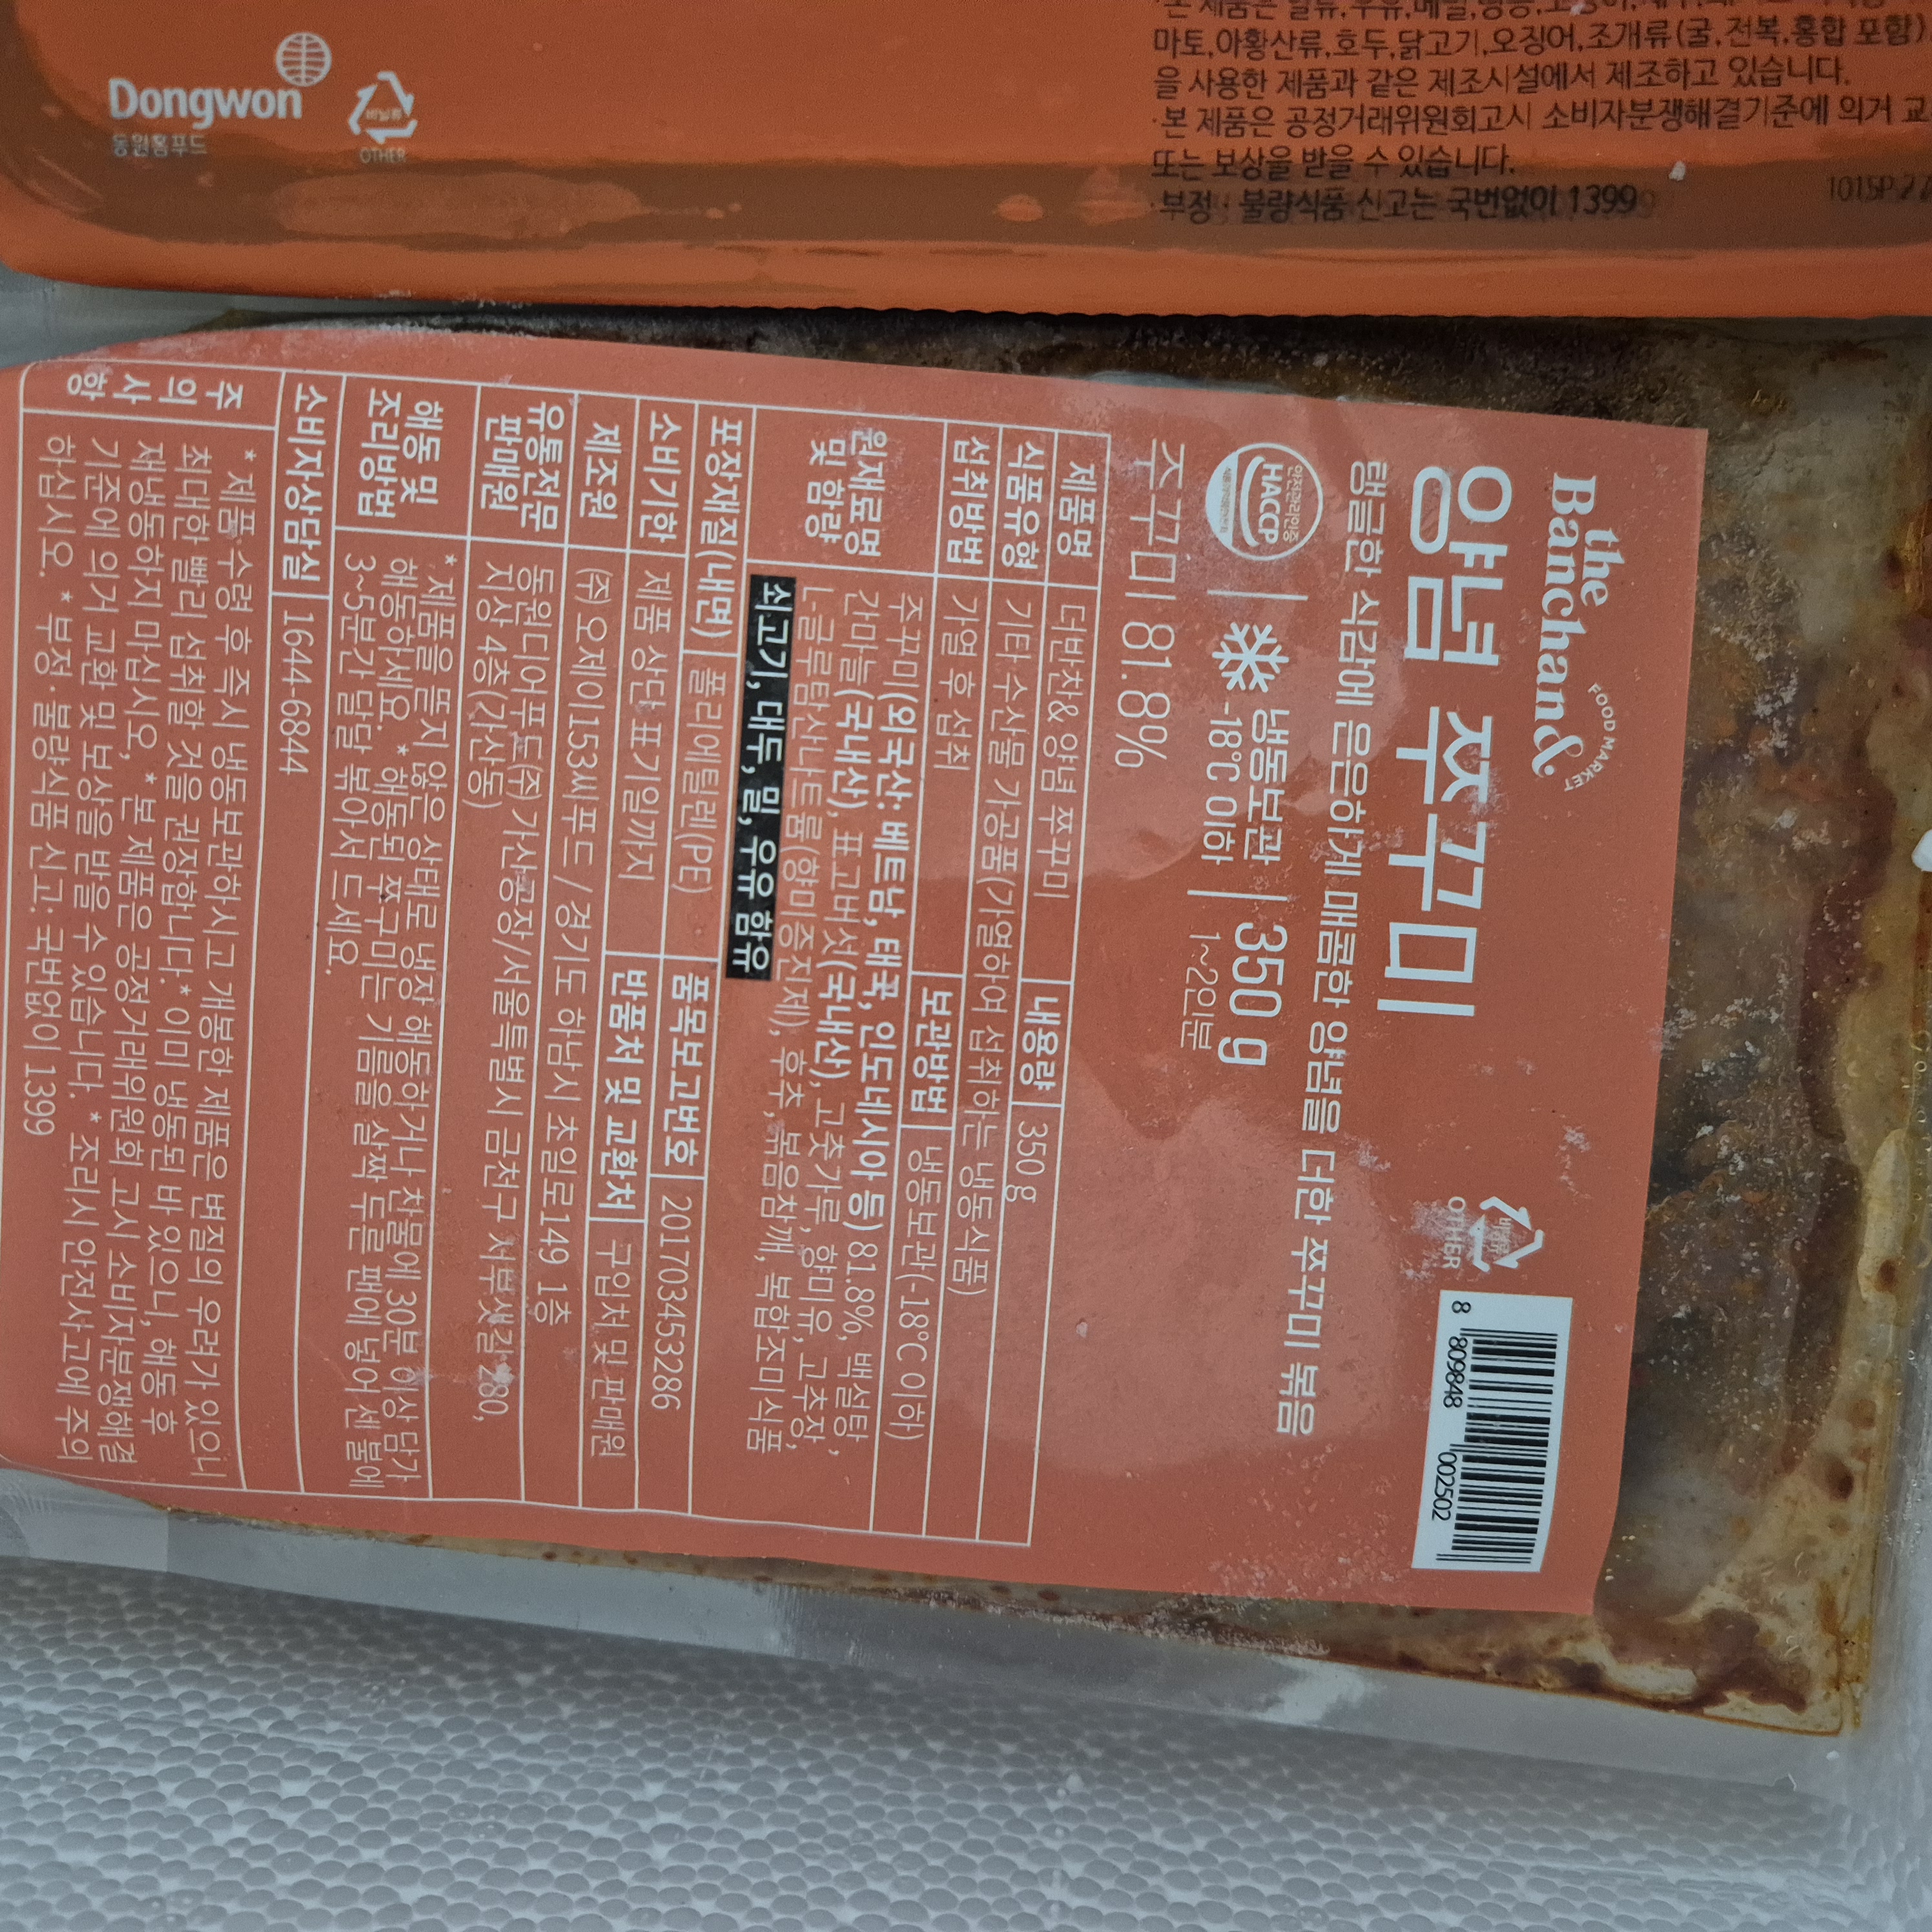 Dongwon
동원홈푸드
비닐류
OTHER
마토,아황산류,호두,닭고기,오징어,조개류(굴,전복,홍합 포함)
을 사용한 제품과 같은 제조시설에서 제조하고 있습니다.
·본 제품은 공정거래위원회고시 소비자분쟁해결기준에 의거 교
또는 보상을 받을 수 있습니다.
·부정·불량식품 신고는 국번없이 1399
the
Banchan&
FOOD MARKET
양념 쭈꾸미
탱글한 식감에 은은하게 매콤한 양념을 더한 쭈꾸미 볶음
비닐류
OTHER
8 809848 002502
안전관리인증
HACCP
냉동보관
-18℃ 이하
350 g
1~2인분
주꾸미 81.8%
제품명 더반찬& 양념 쭈꾸미 내용량 350 g
식품유형 기타 수산물 가공품(가열하여 섭취하는 냉동식품)
섭취방법 가열 후 섭취 보관방법 냉동보관(-18℃ 이하)
원재료명 및 함량
주꾸미(외국산: 베트남, 태국, 인도네시아 등) 81.8%, 백설탕,
간마늘(국내산), 표고버섯(국내산), 고춧가루, 향미유, 고추장,
L-글루탐산나트륨(향미증진제), 후추, 볶음참깨, 복합조미식품
쇠고기, 대두, 밀, 우유 함유
포장재질(내면) 폴리에틸렌(PE) 품목보고번호 20170345328​6
소비기한 제품 상단 표기일까지 반품처 및 교환처 구입처 및 판매원
제조원 (주) 오제이153씨푸드 / 경기도 하남시 초일로149 1층
유통전문 판매원
동원디어푸드(주) 가산공장/서울특별시 금천구 서부샛길 280,
지상 4층(가산동)
해동 및 조리방법
* 제품을 뜯지 않은 상태로 냉장 해동하거나 찬물에 30분 이상 담가
해동하세요. * 해동된 쭈구미는 기름을 살짝 두른 팬에 넣어 센 불에
3~5분간 달달 볶아서 드세요.
소비자상담실 1644-6844
주의사항
* 제품 수령 후 즉시 냉동보관하시고 개봉한 제품은 변질의 우려가 있으니
최대한 빨리 섭취할 것을 권장합니다. * 이미 냉동된 바 있으니, 해동 후
재냉동하지 마십시오. * 본 제품은 공정거래위원회 고시 소비자분쟁해결
기준에 의거 교환 및 보상을 받을 수 있습니다. * 조리시 안전사고에 주의
하십시오. * 부정·불량식품 신고: 국번없이 1399